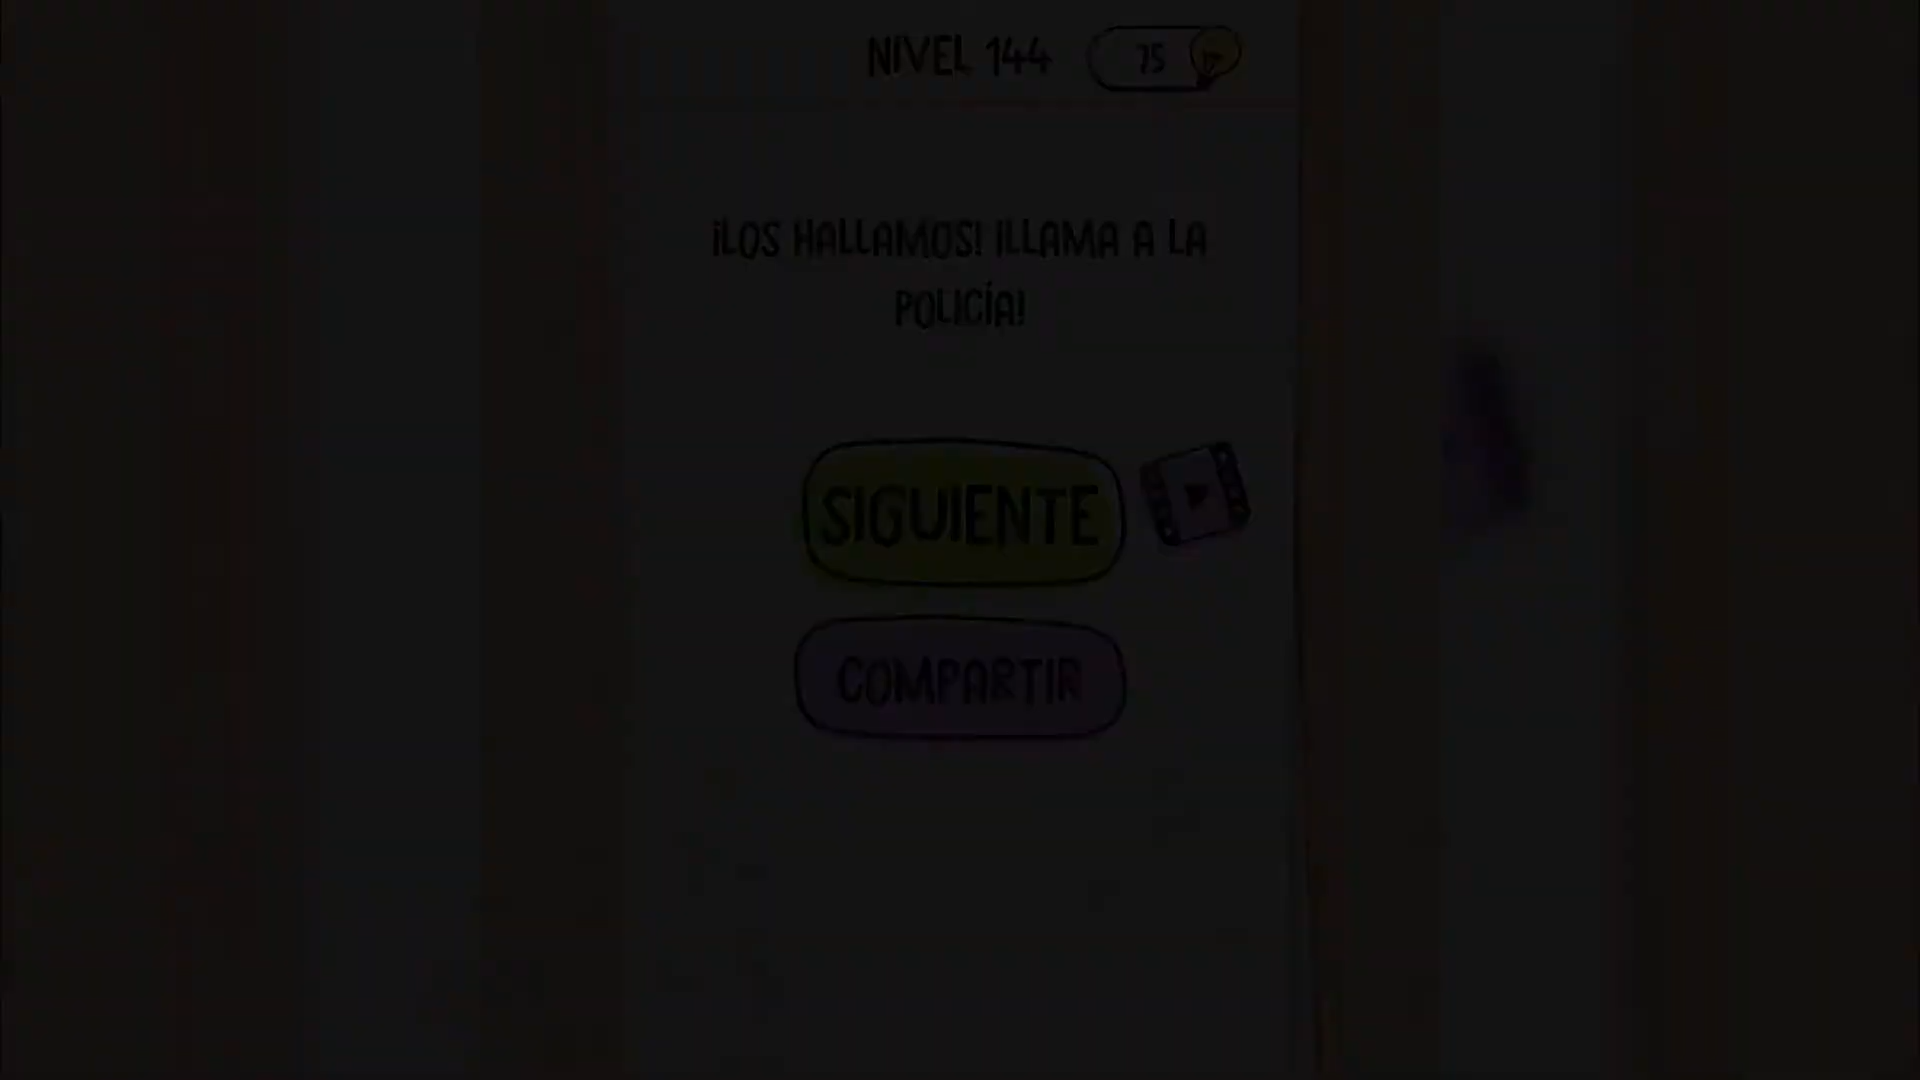 NIVEL 144
75
¡LOS HALLAMOS! ¡LLAMA A LA
POLICÍA!
SIGUIENTE
COMPARTIR